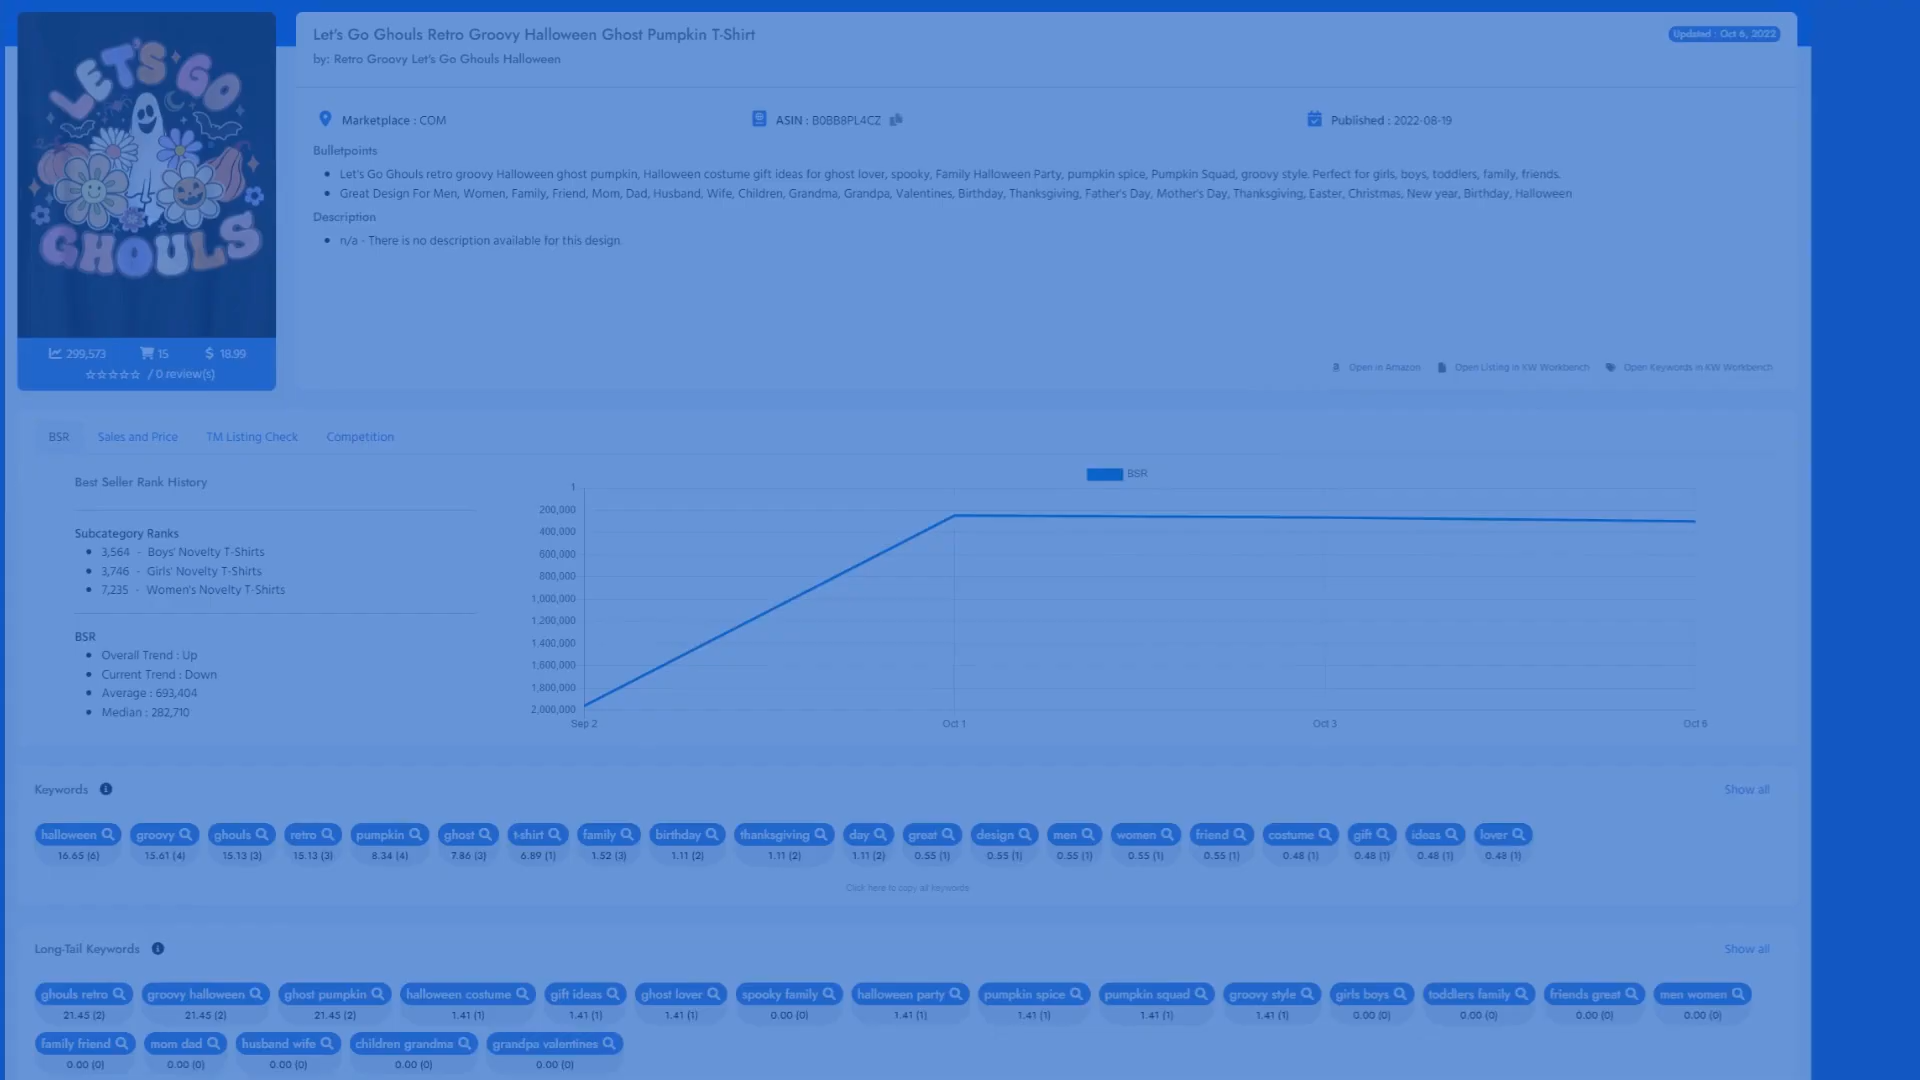 LET'S GO
GHOULS
299,573 15 $ 18.99
/ 0 review(s)
Let's Go Ghouls Retro Groovy Halloween Ghost Pumpkin T-Shirt
Updated : Oct 6, 2022
by: Retro Groovy Let's Go Ghouls Halloween
Marketplace : COM
ASIN : B0BB8PL4CZ
Published : 2022-08-19
Bulletpoints
Let's Go Ghouls retro groovy Halloween ghost pumpkin, Halloween costume gift ideas for ghost lover, spooky, Family Halloween Party, pumpkin spice, Pumpkin Squad, groovy style. Perfect for girls, boys, toddlers, family, friends.
Great Design For Men, Women, Family, Friend, Mom, Dad, Husband, Wife, Children, Grandma, Grandpa, Valentines, Birthday, Thanksgiving, Father's Day, Mother's Day, Thanksgiving, Easter, Christmas, New year, Birthday, Halloween
Description
n/a - There is no description available for this design.
Open in Amazon Open Listing in KW Workbench Open Keywords in KW Workbench
BSR Sales and Price TM Listing Check Competition
Best Seller Rank History
Subcategory Ranks
3,564 - Boys' Novelty T-Shirts
3,746 - Girls' Novelty T-Shirts
7,235 - Women's Novelty T-Shirts
BSR
Overall Trend : Up
Current Trend : Down
Average : 693,404
Median : 282,710
BSR
1
200,000
400,000
600,000
800,000
1,000,000
1,200,000
1,400,000
1,600,000
1,800,000
2,000,000
Sep 2 Oct 1 Oct 3 Oct 6
Keywords
Show all
halloween groovy ghouls retro pumpkin ghost t-shirt family birthday thanksgiving day great design men women friend costume gift ideas lover
16.65 (6) 15.61 (4) 15.13 (3) 15.13 (3) 8.34 (4) 7.86 (3) 6.89 (1) 1.52 (3) 1.11 (2) 1.11 (2) 1.11 (2) 0.55 (1) 0.55 (1) 0.55 (1) 0.55 (1) 0.55 (1) 0.48 (1) 0.48 (1) 0.48 (1) 0.48 (1)
Click here to copy all keywords
Long-Tail Keywords
Show all
ghouls retro groovy halloween ghost pumpkin halloween costume gift ideas ghost lover spooky family halloween party pumpkin spice pumpkin squad groovy style girls boys toddlers family friends great men women
21.45 (2) 21.45 (2) 21.45 (2) 1.41 (1) 1.41 (1) 1.41 (1) 0.00 (0) 1.41 (1) 1.41 (1) 1.41 (1) 1.41 (1) 0.00 (0) 0.00 (0) 0.00 (0) 0.00 (0)
family friend mom dad husband wife children grandma grandpa valentines
0.00 (0) 0.00 (0) 0.00 (0) 0.00 (0) 0.00 (0)